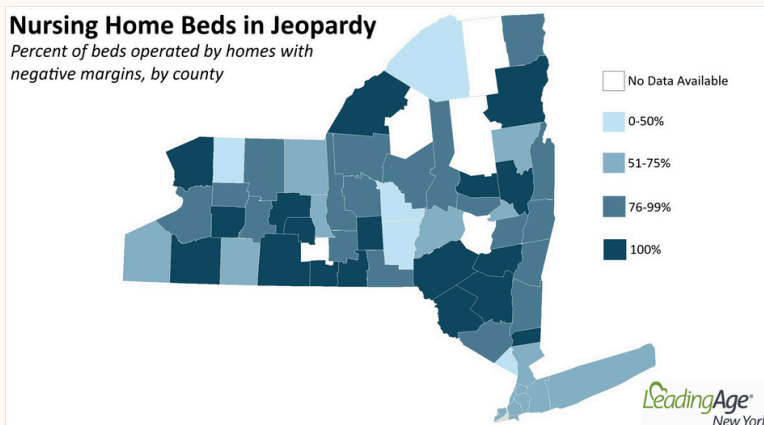 Nursing Home Beds in Jeopardy
Percent of beds operated by homes with
negative margins, by county
No Data Available
0-50%
51-75%
76-99%
100%
LeadingAge®
New York